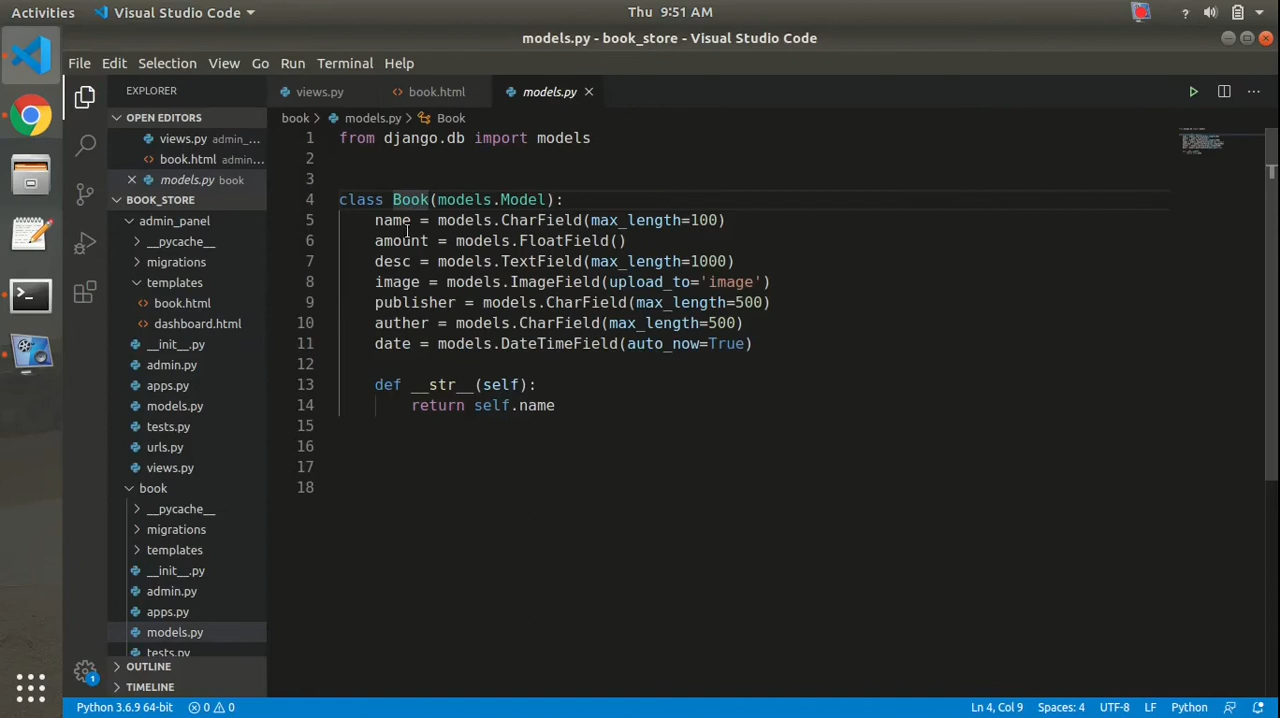 Activities Visual Studio Code Thu 9:51 AM ?
models.py - book_store - Visual Studio Code
File Edit Selection View Go Run Terminal Help
EXPLORER views.py book.html models.py
OPEN EDITORS
views.py admin_...
book.html admin...
models.py book
BOOK_STORE
admin_panel
__pycache__
migrations
templates
book.html
dashboard.html
__init__.py
admin.py
apps.py
models.py
tests.py
urls.py
views.py
book
__pycache__
migrations
templates
__init__.py
admin.py
apps.py
models.py
tests.py
OUTLINE
TIMELINE
book > models.py > Book
1 from django.db import models
2
3
4 class Book(models.Model):
5 name = models.CharField(max_length=100)
6 amount = models.FloatField()
7 desc = models.TextField(max_length=1000)
8 image = models.ImageField(upload_to='image')
9 publisher = models.CharField(max_length=500)
10 auther = models.CharField(max_length=500)
11 date = models.DateTimeField(auto_now=True)
12
13 def __str__(self):
14 return self.name
15
16
17
18
1
Python 3.6.9 64-bit 0 0 Ln 4, Col 9 Spaces: 4 UTF-8 LF Python